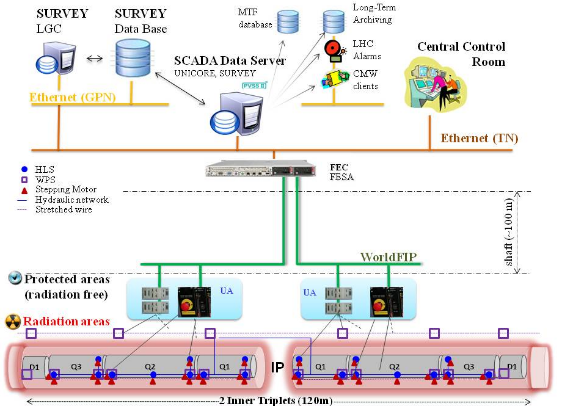 SURVEY
LGC
SURVEY
Data Base
MTF
database
Long-Term
Archiving
SCADA Data Server
UNICORE, SURVEY
LHC
Alarms
CMW
clients
Central Control
Room
Ethernet (GPN)
Ethernet (TN)
FEC
FESA
HLS
WPS
Stepping Motor
Hydraulic network
Stretched wire
shaft (~100 m)
WorldFIP
Protected areas
(radiation free)
UA
UA
Radiation areas
D1
Q3
Q2
Q1
IP
Q1
Q2
Q3
D1
2 Inner Triplets (120m)